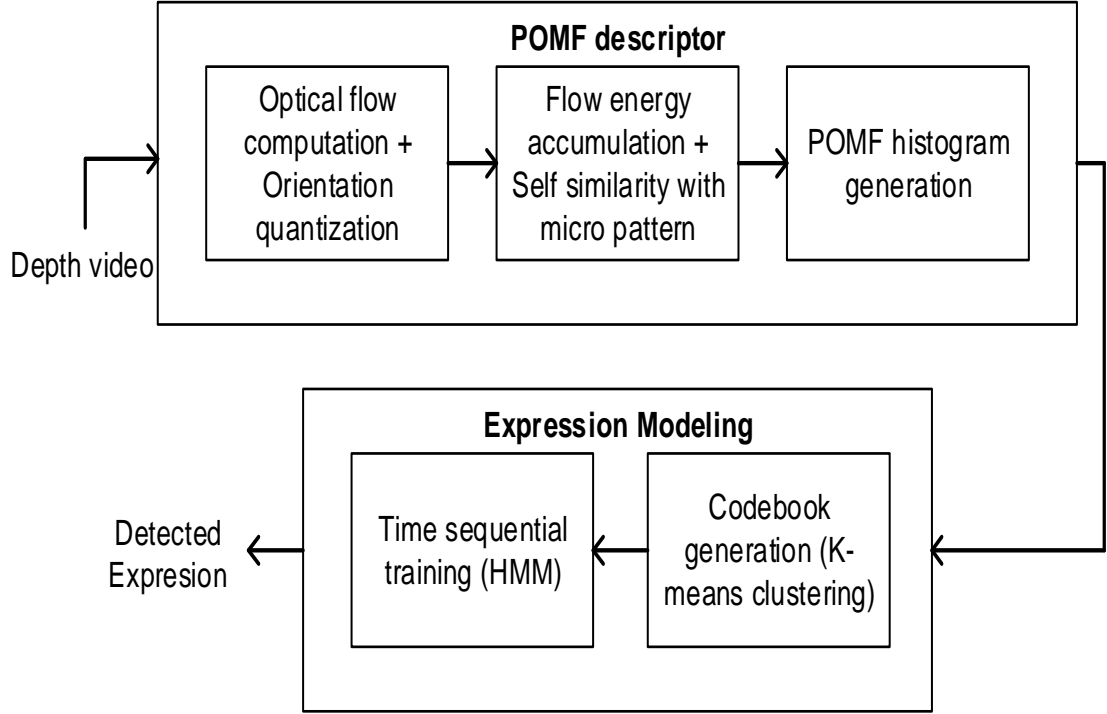 POMF descriptor
Optical flow
computation +
Orientation
quantization
Flow energy
accumulation +
Self similarity with
micro pattern
POMF histogram
generation
Depth video
Expression Modeling
Codebook
generation (K-
means clustering)
Time sequential
training (HMM)
Detected
Expresion